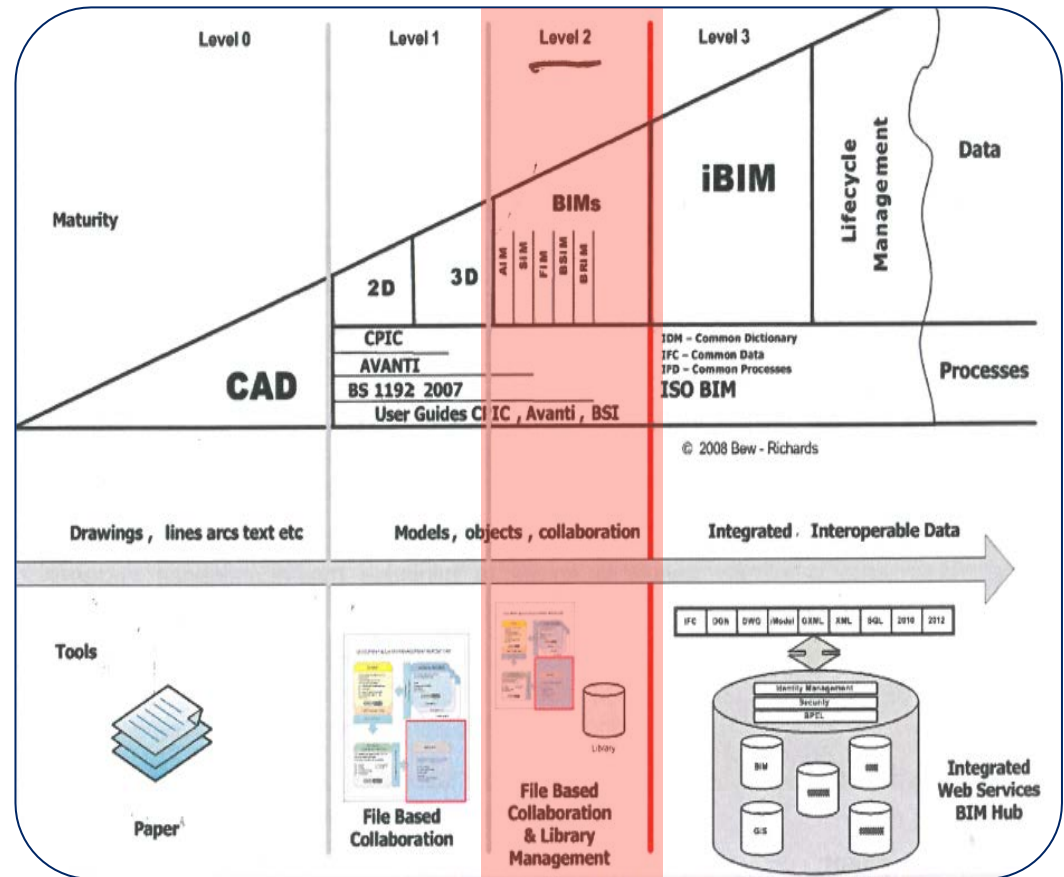 Level 0
Level 1
Level 2
Level 3
Maturity
CAD
2D
3D
BIMs
AIM
SIM
FIM
BSIM
BRIM
iBIM
Lifecycle
Management
Data
CPIC
AVANTI
BS 1192 2007
User Guides CPIC , Avanti , BSI
IDM – Common Dictionary
IFC – Common Data
IFD – Common Processes
ISO BIM
Processes
© 2008 Bew - Richards
Drawings , lines arcs text etc
Models , objects , collaboration
Integrated , Interoperable Data
Tools
Paper
File Based
Collaboration
Library
File Based
Collaboration
& Library
Management
IFC DGN DWG iModel GXML XML SQL 2010 2012
Identity Management
Security
BPEL
BIM
GIS
Integrated
Web Services
BIM Hub